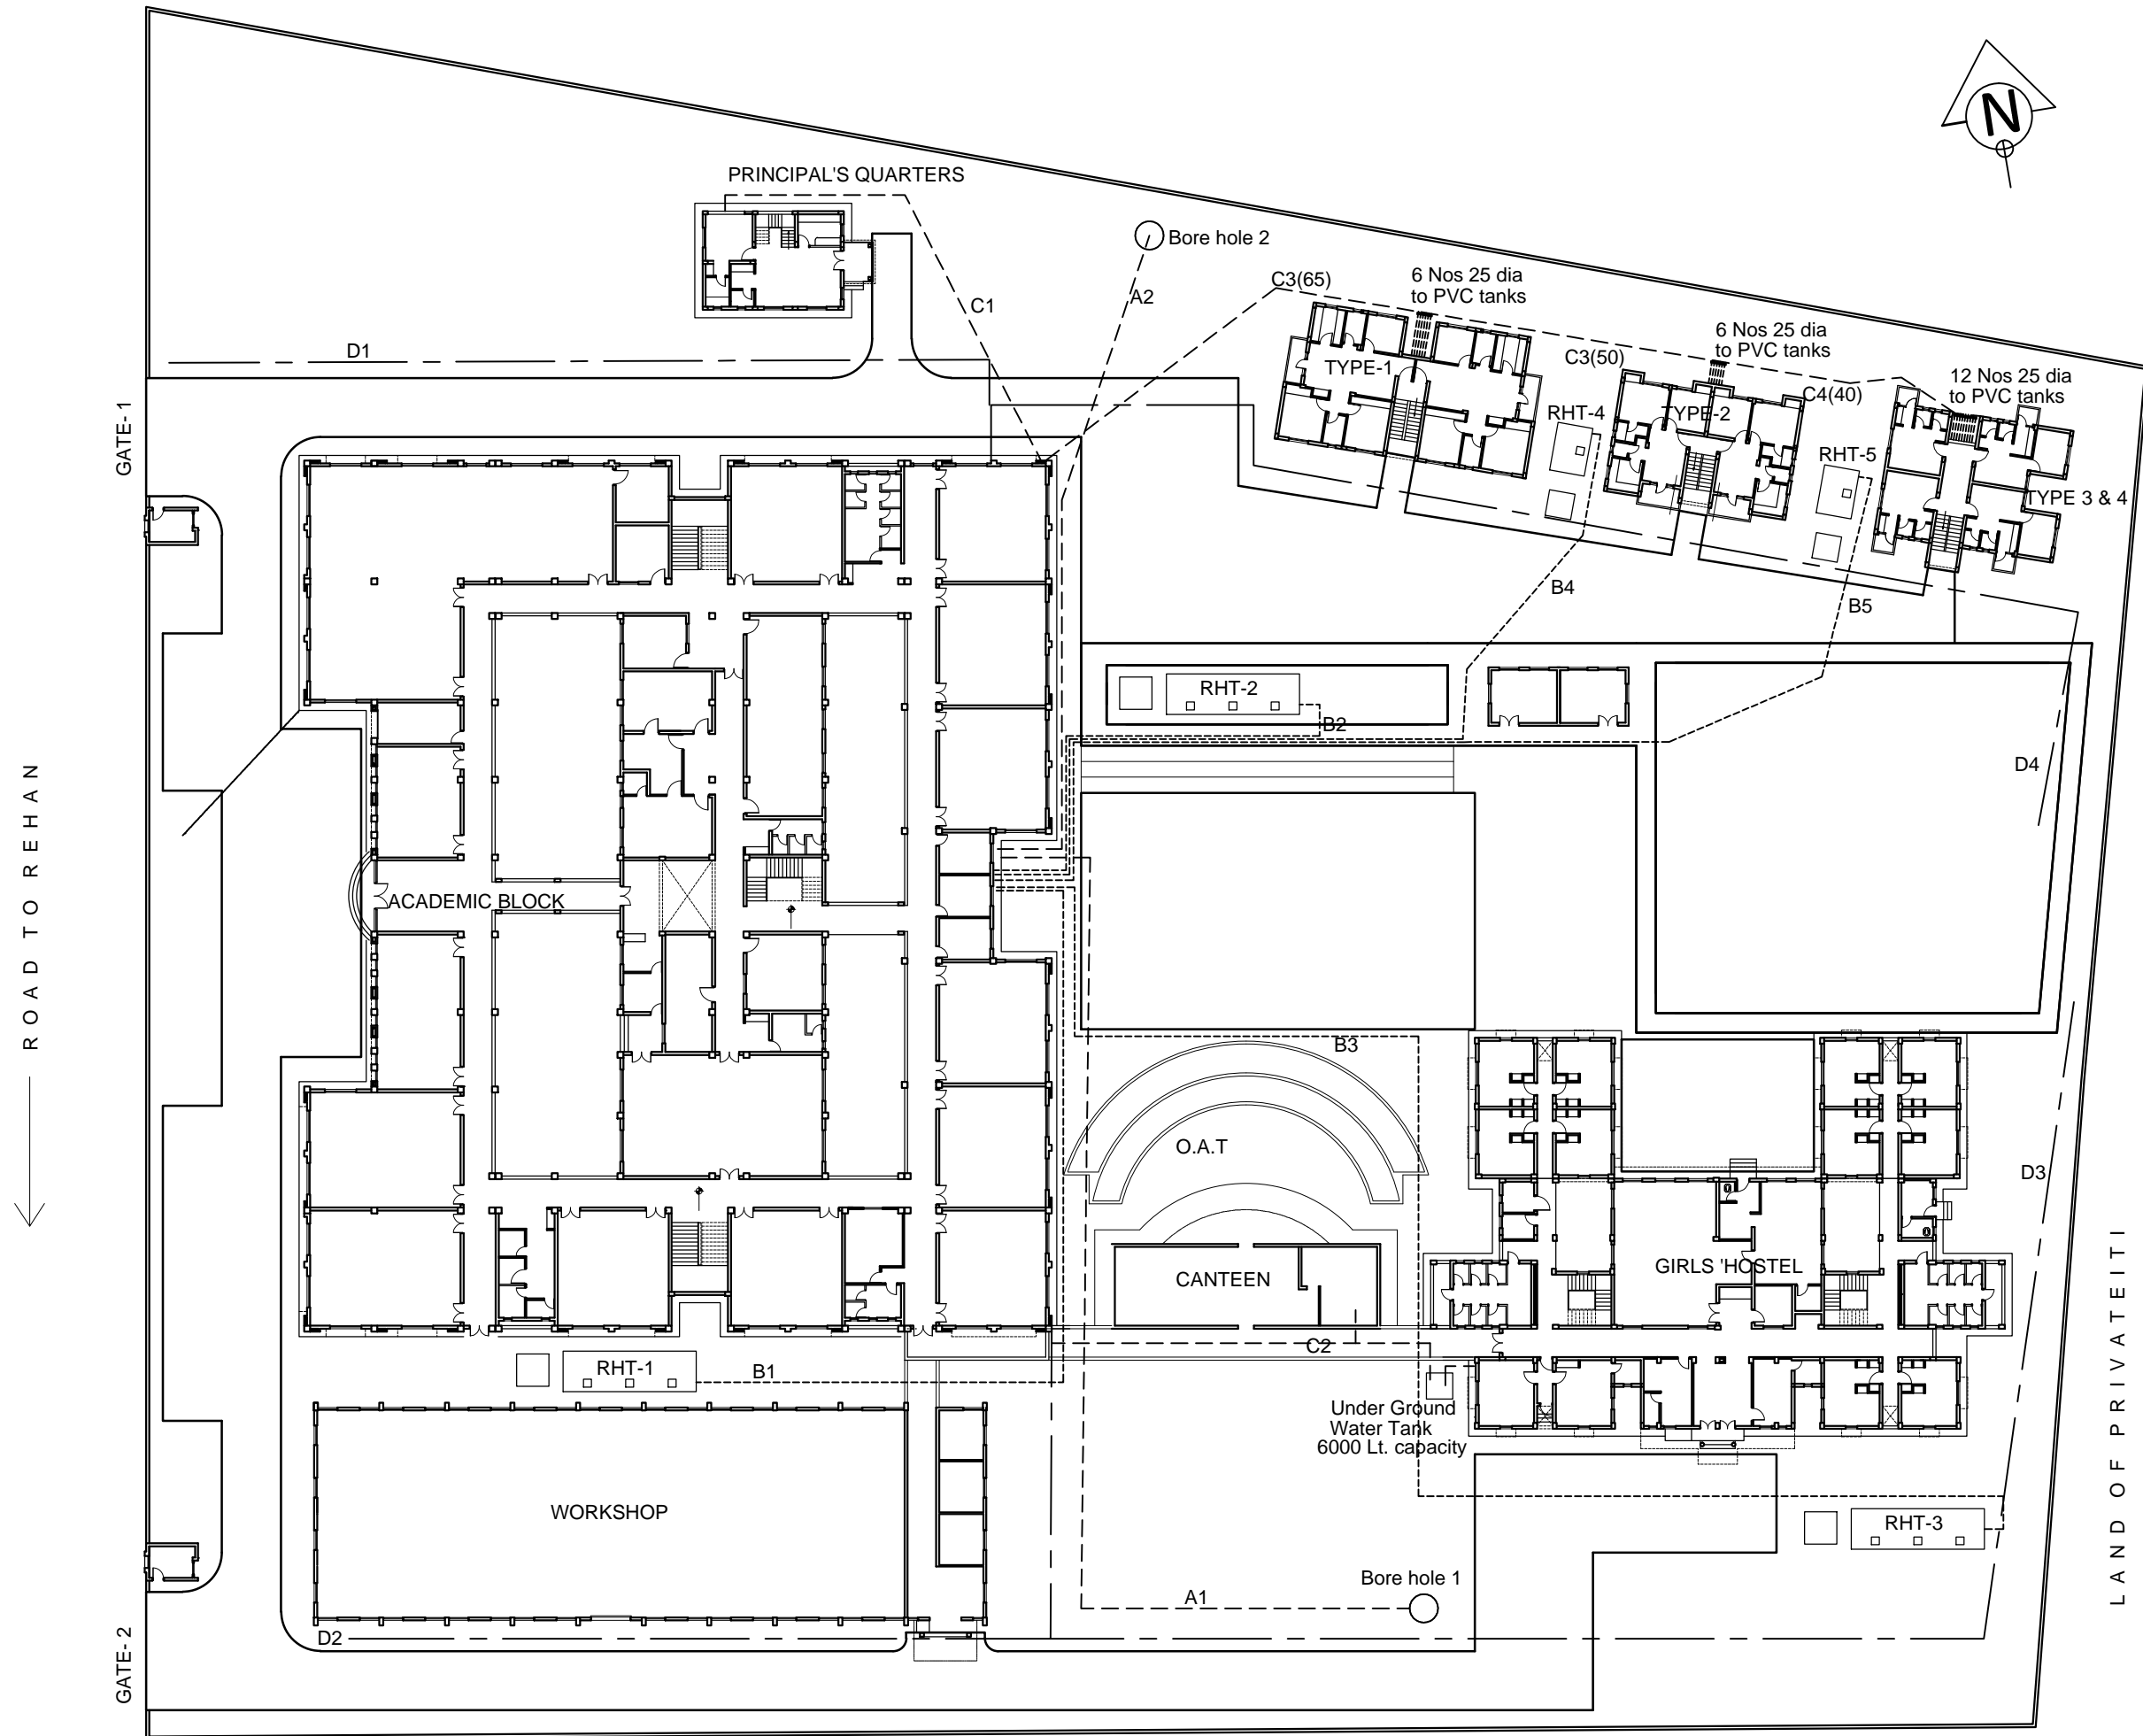 N
PRINCIPAL'S QUARTERS
Bore hole 2
C1
A2
C3(65)
6 Nos 25 dia
to PVC tanks
6 Nos 25 dia
to PVC tanks
12 Nos 25 dia
to PVC tanks
D1
TYPE-1
C3(50)
TYPE-2
C4(40)
RHT-4
RHT-5
TYPE 3 & 4
GATE- 1
B4
B5
RHT-2
B2
D4
ROAD TO REHAN
ACADEMIC BLOCK
B3
O.A.T
D3
CANTEEN
GIRLS 'HOSTEL
C2
RHT-1
B1
Under Ground
Water Tank
6000 Lt. capacity
WORKSHOP
RHT-3
LAND OF PRIVATEITI
Bore hole 1
A1
D2
GATE- 2